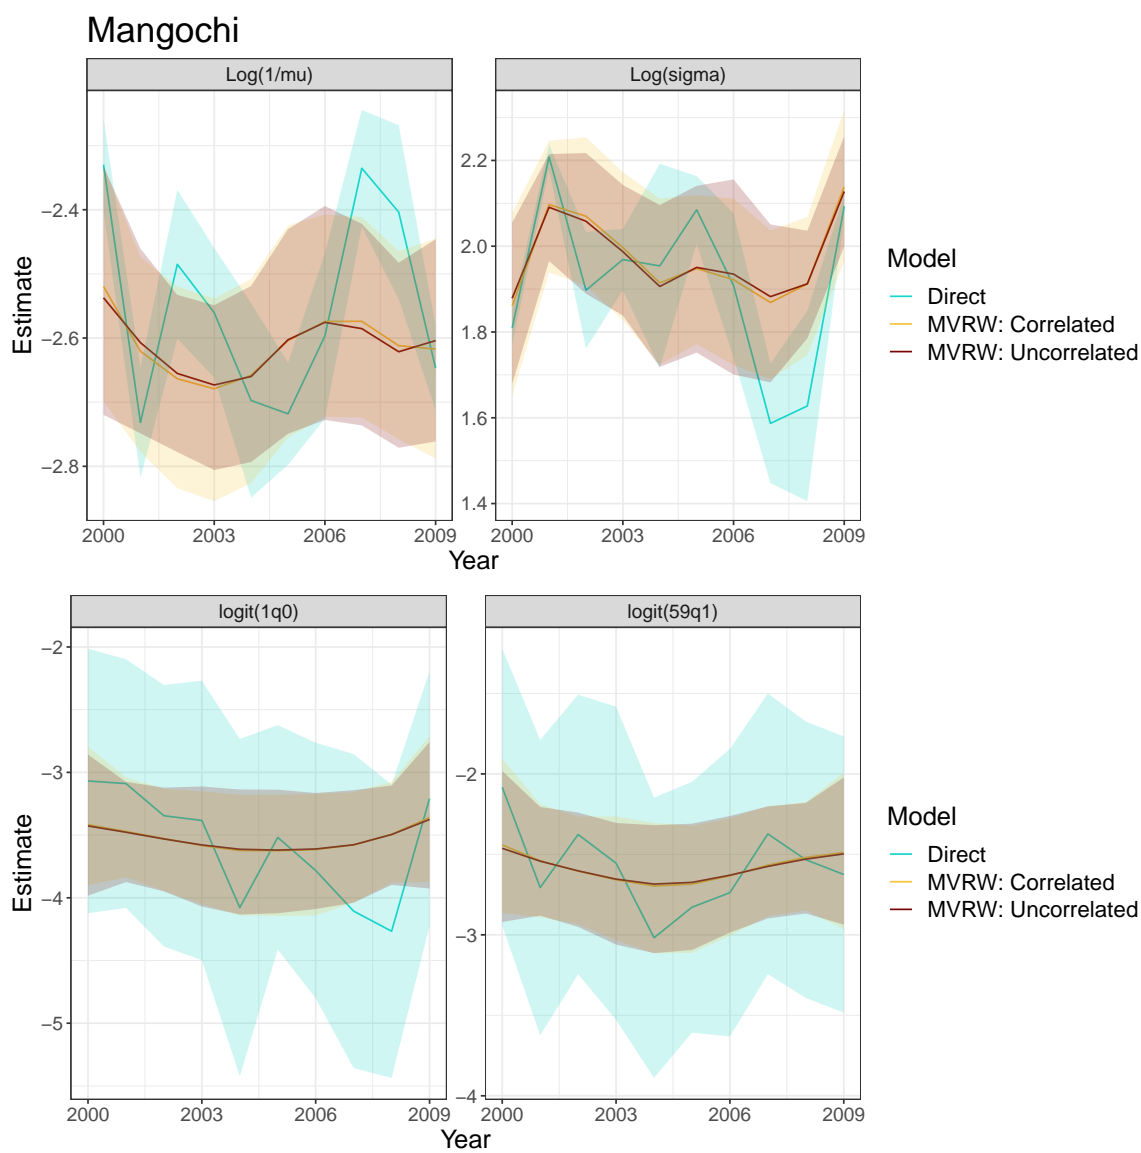 Mangochi
Log(1/mu)
Log(sigma)
Estimate
−2.4
−2.6
−2.8
2.2
2.0
1.8
1.6
1.4
2000 2003 2006 2009
2000 2003 2006 2009
Year
Model
Direct
MVRW: Correlated
MVRW: Uncorrelated
logit(1q0)
logit(59q1)
Estimate
−2
−3
−4
−5
−2
−3
−4
2000 2003 2006 2009
2000 2003 2006 2009
Year
Model
Direct
MVRW: Correlated
MVRW: Uncorrelated